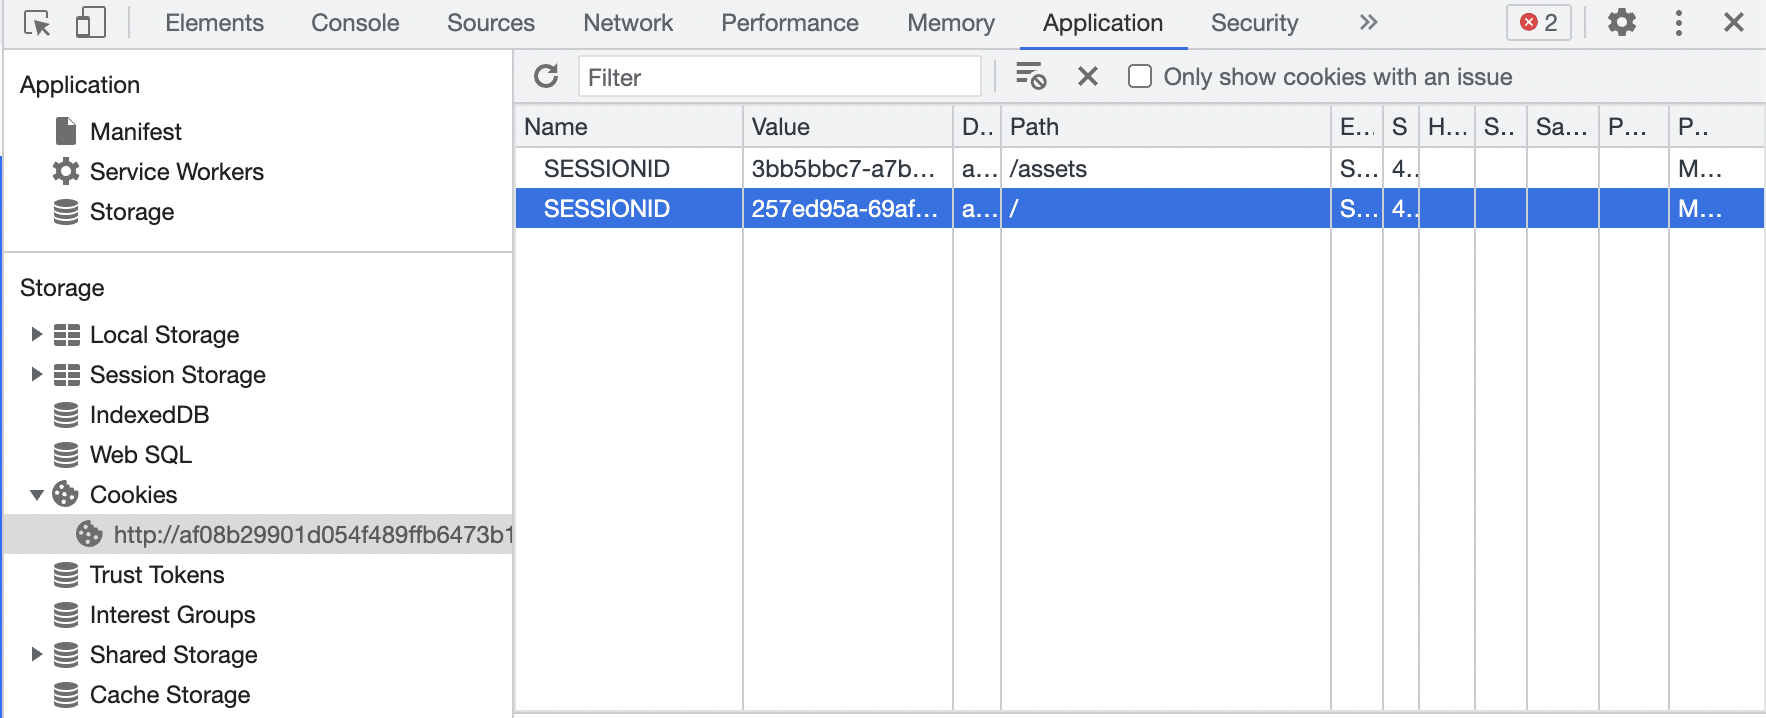 Elements Console Sources Network Performance Memory Application Security 2
Application
Manifest
Service Workers
Storage
Storage
Local Storage
Session Storage
IndexedDB
Web SQL
Cookies
http://af08b29901d054f489ffb6473b1
Trust Tokens
Interest Groups
Shared Storage
Cache Storage
Filter Only show cookies with an issue
Name Value D.. Path E... S H... S.. Sa... P... P..
SESSIONID 3bb5bbc7-a7b... a... /assets S... 4.. M...
SESSIONID 257ed95a-69af... a... / S... 4.. M...